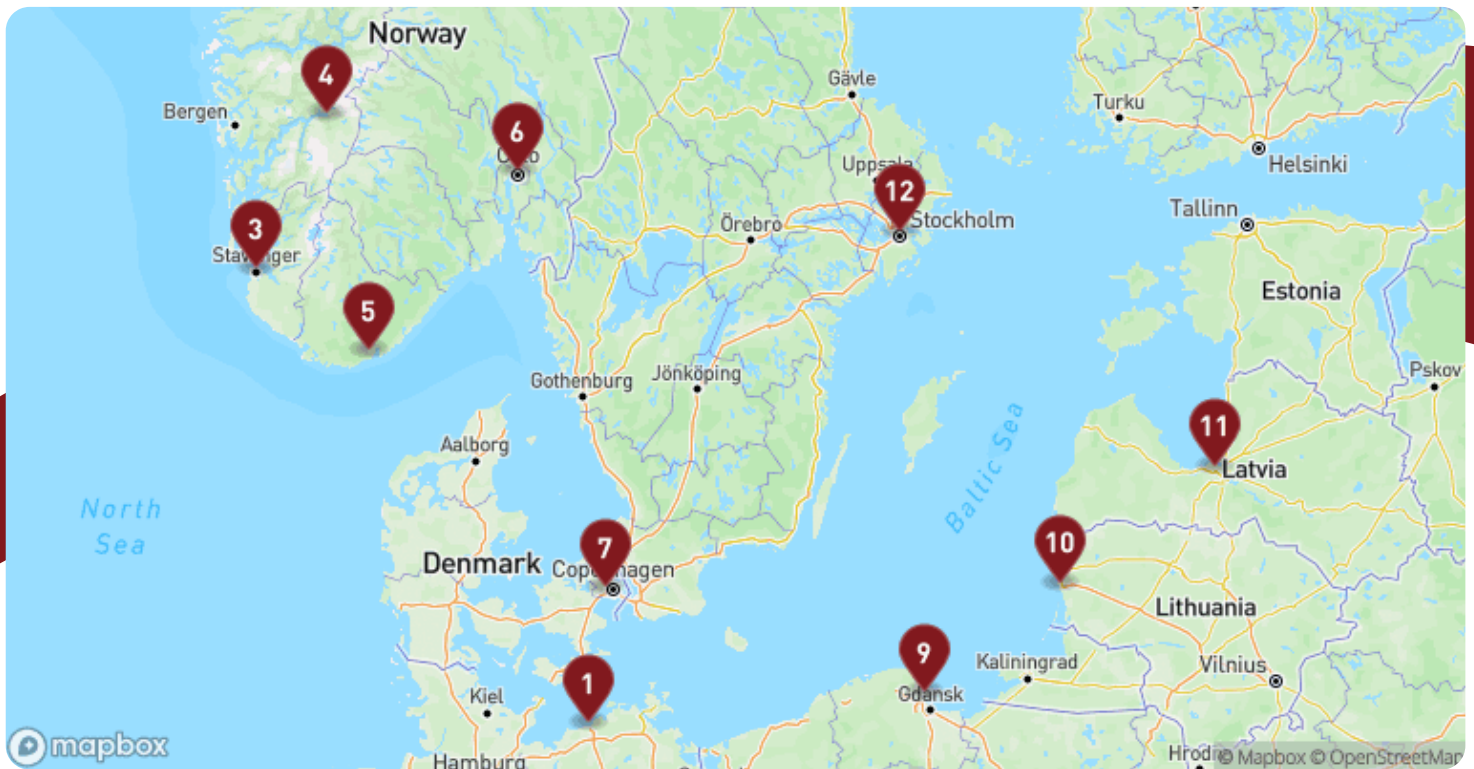 Norway
4
Gävle
Bergen
Turku
6
Helsinki
Uppsala
12
Stockholm
Tallinn
Örebro
3
Stavanger
Estonia
5
Pskov
Gothenburg
Jönköping
11
Aalborg
Latvia
Baltic Sea
North
Sea
10
7
Denmark
Copenhagen
Lithuania
9
Kaliningrad
Vilnius
1
Kiel
Gdansk
mapbox
Hamburg
© Mapbox © OpenStreetMap